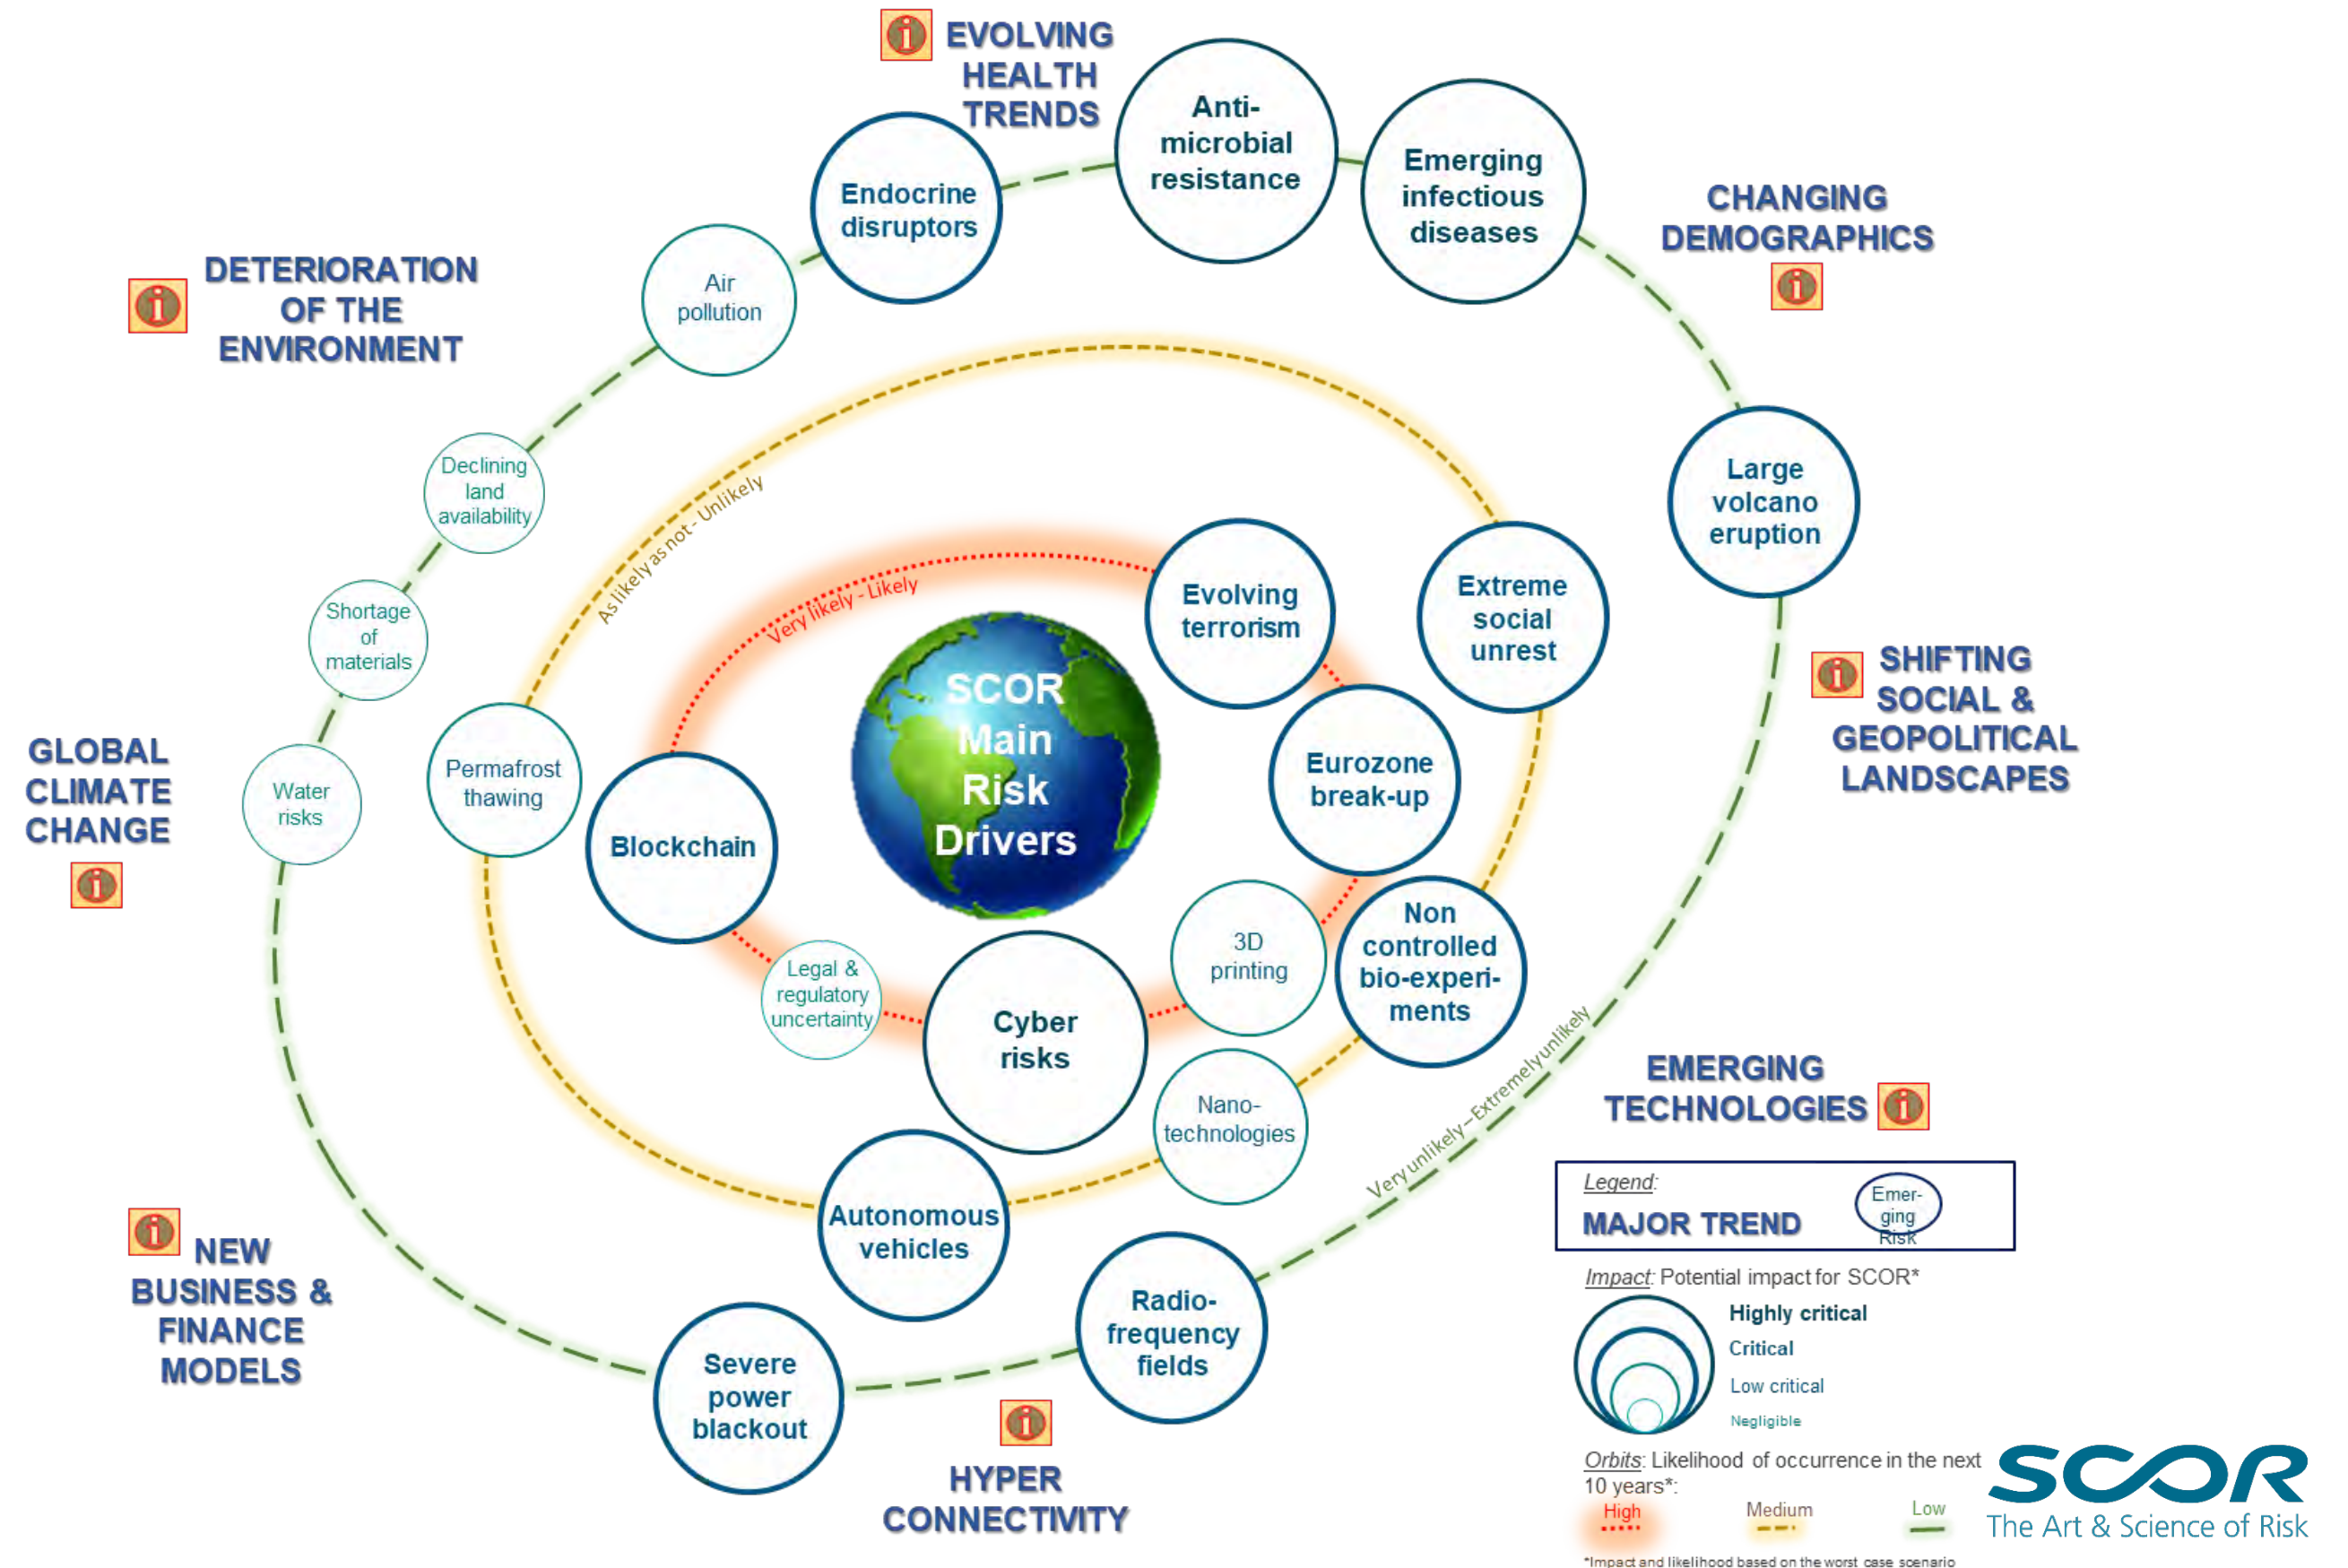 EVOLVING
HEALTH
TRENDS
Anti-
microbial
resistance
Emerging
infectious
diseases
CHANGING
DEMOGRAPHICS
Endocrine
disruptors
DETERIORATION
OF THE
ENVIRONMENT
Air
pollution
Declining
land
availability
As likely as not - Unlikely
Large
volcano
eruption
Shortage
of
materials
Very likely - Likely
Evolving
terrorism
Extreme
social
unrest
SHIFTING
SOCIAL &
GEOPOLITICAL
LANDSCAPES
SCOR
Main
Risk
Drivers
GLOBAL
CLIMATE
CHANGE
Water
risks
Permafrost
thawing
Blockchain
Eurozone
break-up
Non
controlled
bio-experi-
ments
3D
printing
Legal &
regulatory
uncertainty
Cyber
risks
Nano-
technologies
Very unlikely – Extremely unlikely
EMERGING
TECHNOLOGIES
Autonomous
vehicles
NEW
BUSINESS &
FINANCE
MODELS
Radio-
frequency
fields
Severe
power
blackout
HYPER
CONNECTIVITY
Legend:
MAJOR TREND
Emer-
ging
Risk
Impact: Potential impact for SCOR*
Highly critical
Critical
Low critical
Negligible
Orbits: Likelihood of occurrence in the next
10 years*:
High
Medium
Low
*Impact and likelihood based on the worst case scenario
SCOR
The Art & Science of Risk